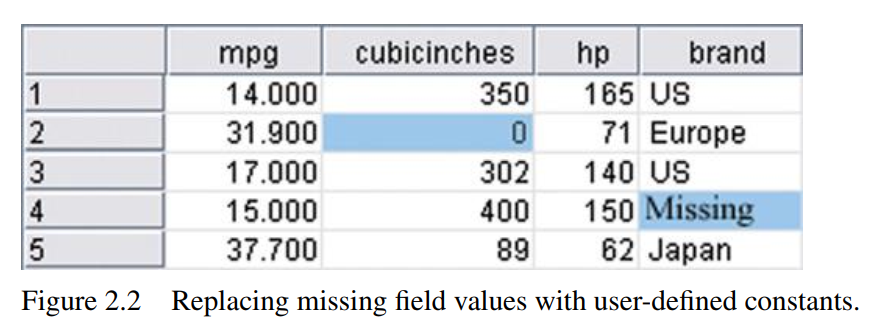 mpg cubicinches hp brand
1 14.000 350 165 US
2 31.900 0 71 Europe
3 17.000 302 140 US
4 15.000 400 150 Missing
5 37.700 89 62 Japan
Figure 2.2 Replacing missing field values with user-defined constants.